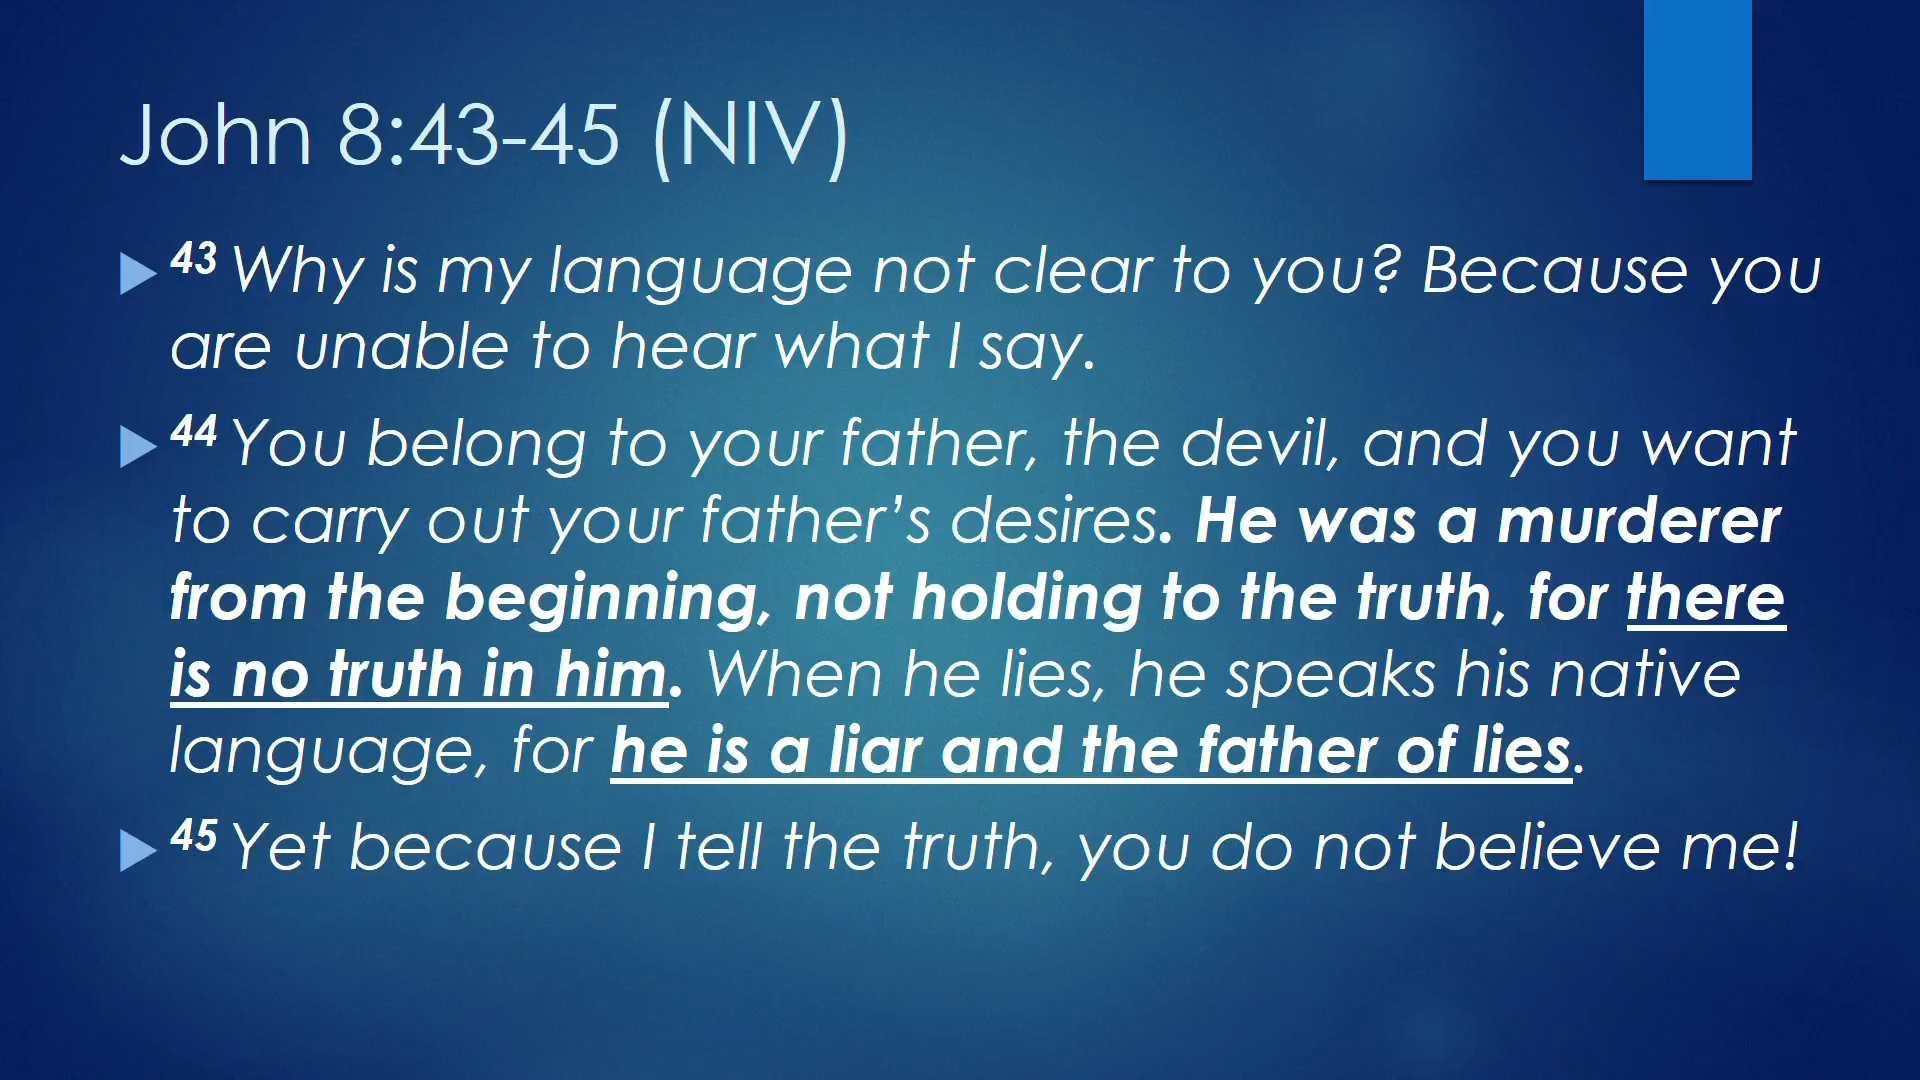 John 8:43-45 (NIV)
43 Why is my language not clear to you? Because you
are unable to hear what I say.
44 You belong to your father, the devil, and you want
to carry out your father’s desires. He was a murderer
from the beginning, not holding to the truth, for there
is no truth in him. When he lies, he speaks his native
language, for he is a liar and the father of lies.
45 Yet because I tell the truth, you do not believe me!